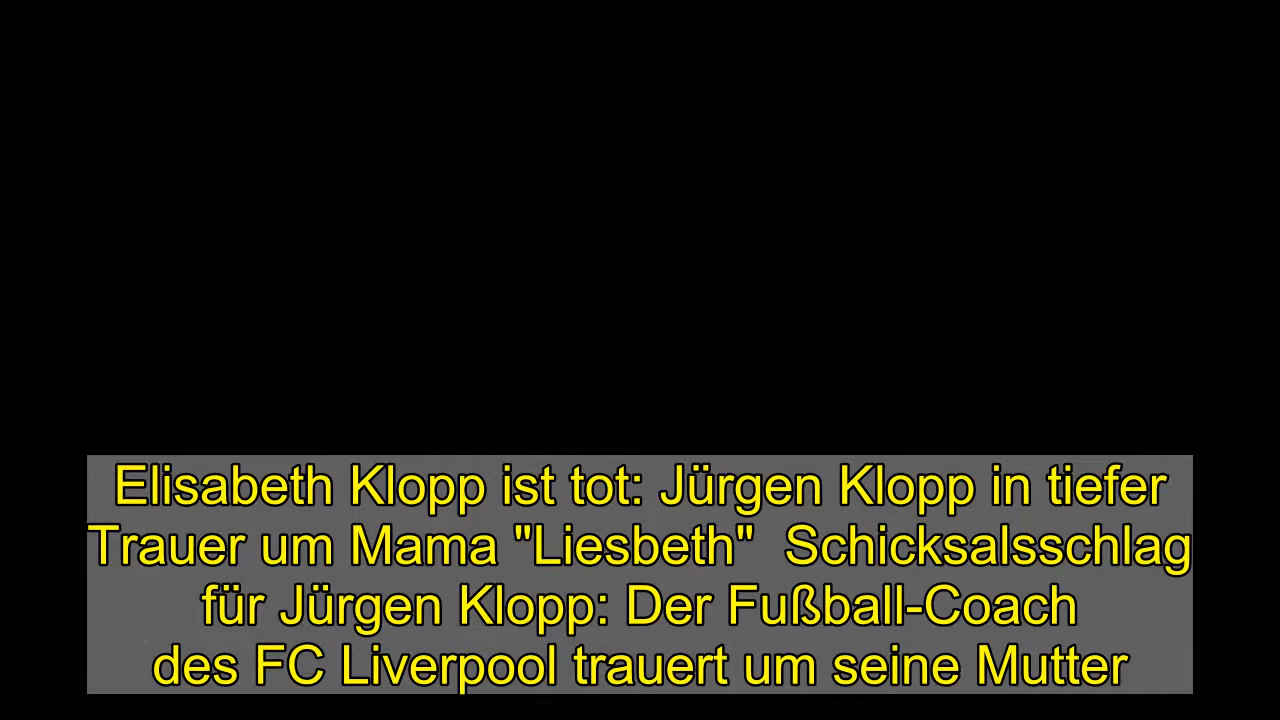 Elisabeth Klopp ist tot: Jürgen Klopp in tiefer
Trauer um Mama "Liesbeth"  Schicksalsschlag
für Jürgen Klopp: Der Fußball-Coach
des FC Liverpool trauert um seine Mutter